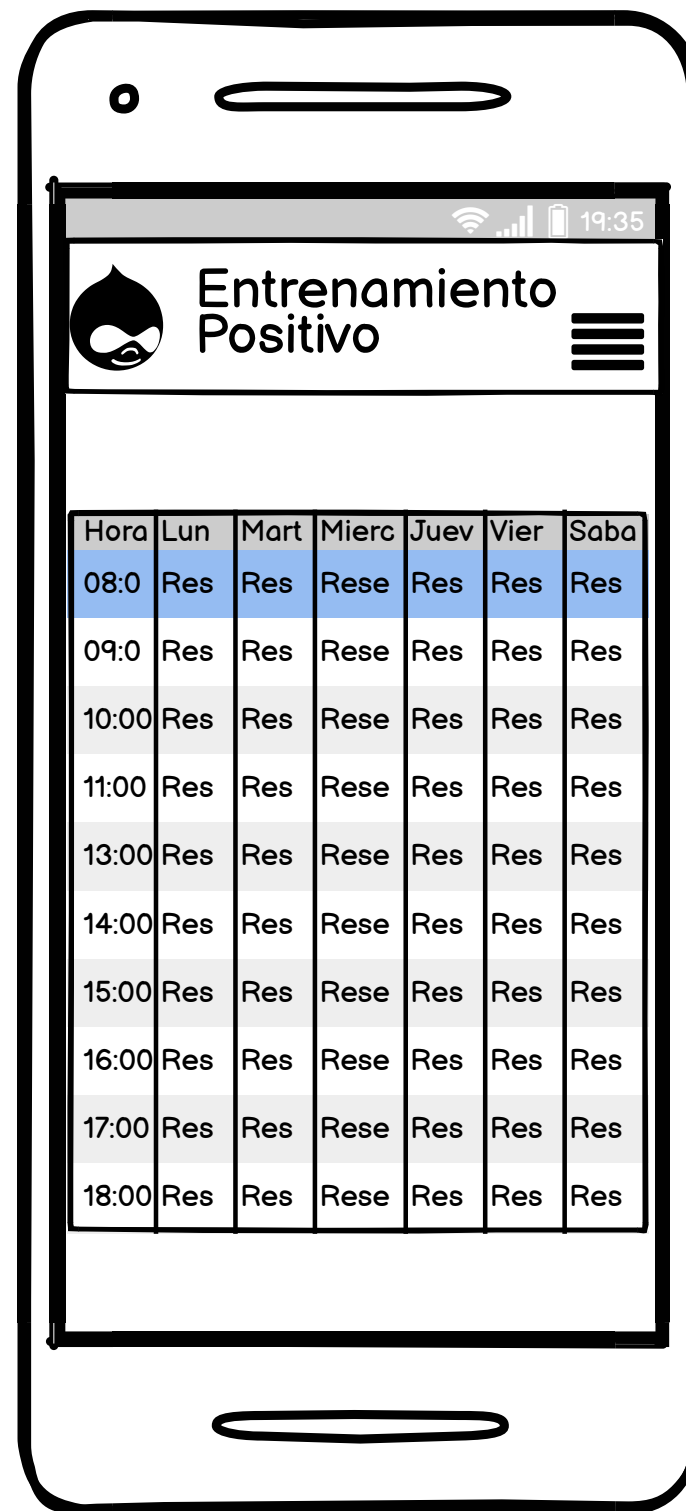 19:35
Entrenamiento
Positivo
Hora Lun Mart Mierc Juev Vier Saba
08:0 Res Res Rese Res Res Res
09:0 Res Res Rese Res Res Res
10:00 Res Res Rese Res Res Res
11:00 Res Res Rese Res Res Res
13:00 Res Res Rese Res Res Res
14:00 Res Res Rese Res Res Res
15:00 Res Res Rese Res Res Res
16:00 Res Res Rese Res Res Res
17:00 Res Res Rese Res Res Res
18:00 Res Res Rese Res Res Res